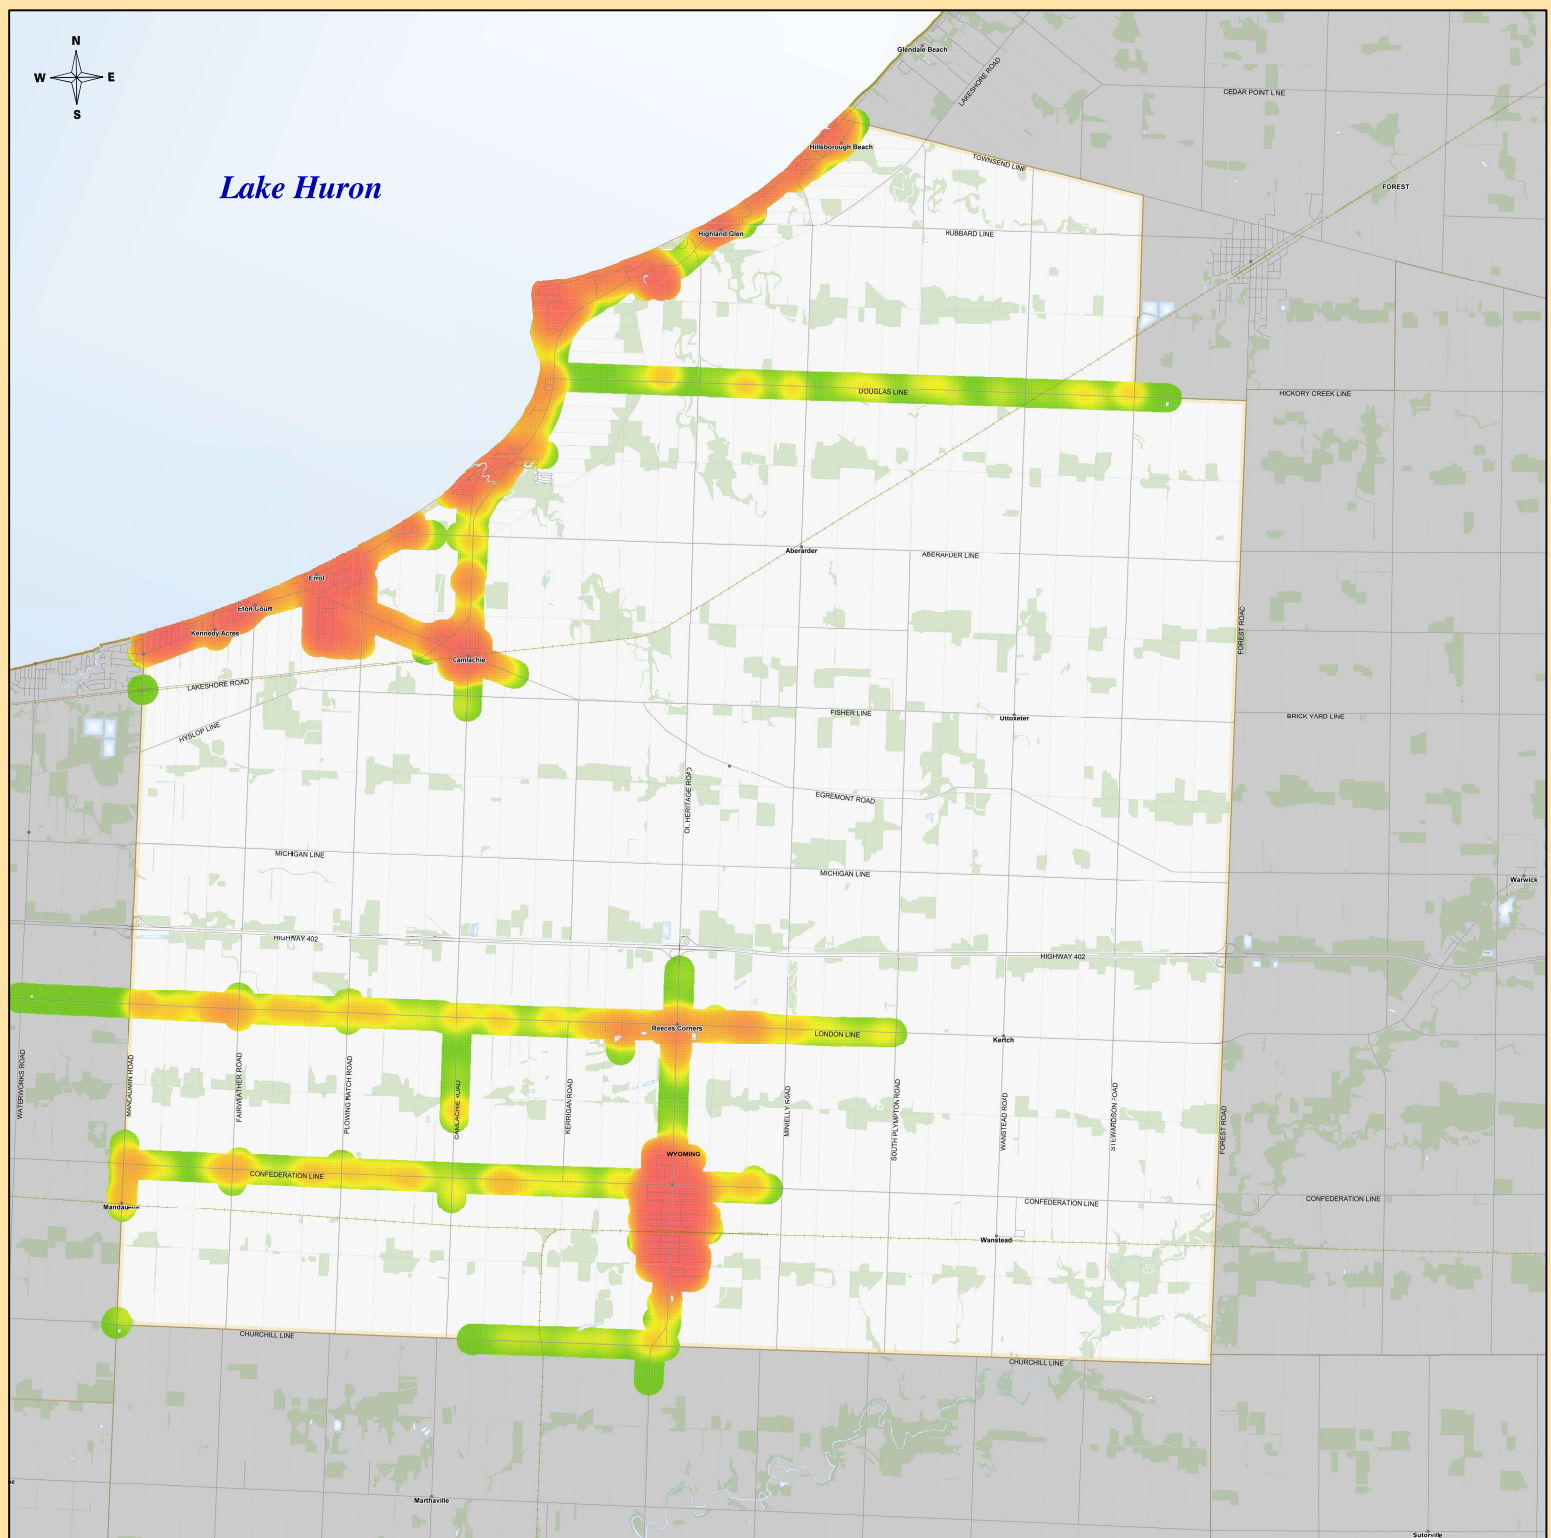 N
W E
S
Glendale Beach
LAKESHORE ROAD
CEDAR POINT LINE
Hillsborough Beach
TOWNSEND LINE
FOREST
Lake Huron
Highland Glen
HUBBARD LINE
DOUGLAS LINE
HICKORY CREEK LINE
Aberarder
ABERARDER LINE
Errol
Eton Court
Kennedy Acres
FOREST ROAD
Camlachie
LAKESHORE ROAD
FISHER LINE
Uttoxeter
BRICK YARD LINE
HYSLOP LINE
OIL HERITAGE ROAD
EGREMONT ROAD
MICHIGAN LINE
MICHIGAN LINE
Warwick
HIGHWAY 402
HIGHWAY 402
Reeces Corners
LONDON LINE
Kertch
WATERWORKS ROAD
MANDAUMIN ROAD
FAIRWEATHER ROAD
PLOWING MATCH ROAD
CAMLACHIE ROAD
KERRIGAN ROAD
MINIELLY ROAD
SOUTH PLYMPTON ROAD
WANSTEAD ROAD
STEWARDSON ROAD
FOREST ROAD
WYOMING
CONFEDERATION LINE
CONFEDERATION LINE
CONFEDERATION LINE
Mandaumin
Wanstead
CHURCHILL LINE
CHURCHILL LINE
Marthaville
Sutorville